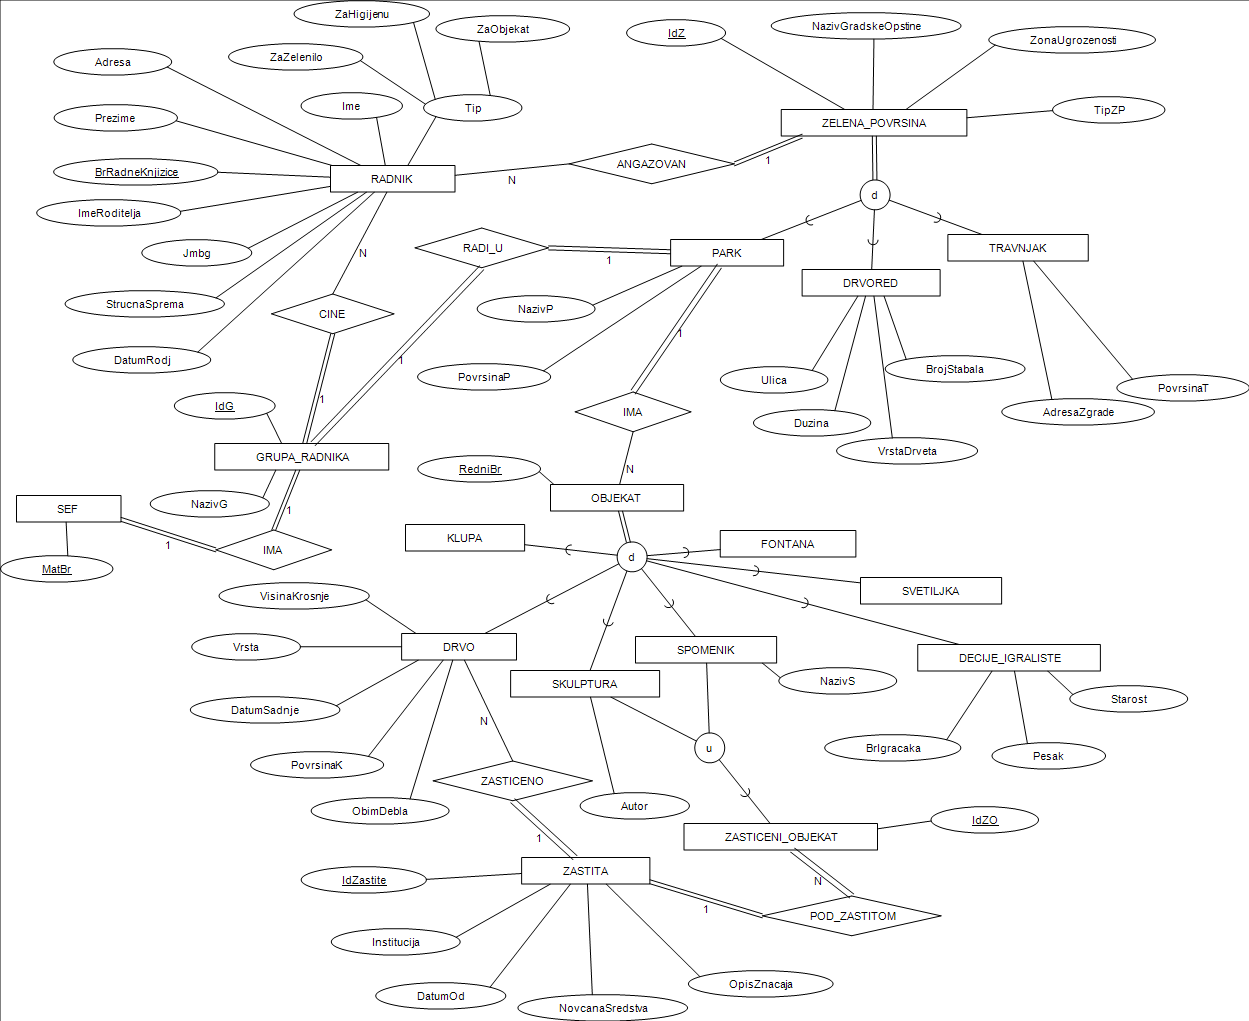 ZaHigijenu
ZaObjekat
IdZ
NazivGradskeOpstine
ZonaUgrozenosti
Adresa
ZaZelenilo
Ime
Tip
TipZP
Prezime
ZELENA_POVRSINA
BrRadneKnjizice
RADNIK
ANGAZOVAN
1
N
d
ImeRoditelja
Jmbg
N
RADI_U
1
PARK
TRAVNJAK
DRVORED
StrucnaSprema
CINE
NazivP
DatumRodj
1
1
PovrsinaP
Ulica
BrojStabala
PovrsinaT
IdG
1
IMA
Duzina
AdresaZgrade
GRUPA_RADNIKA
VrstaDrveta
RedniBr
N
OBJEKAT
NazivG
SEF
1
KLUPA
FONTANA
1
IMA
d
MatBr
SVETILJKA
VisinaKrosnje
Vrsta
DRVO
SPOMENIK
DECIJE_IGRALISTE
SKULPTURA
NazivS
Starost
DatumSadnje
N
u
BrIgracaka
Pesak
PovrsinaK
ZASTICENO
ObimDebla
Autor
IdZO
1
ZASTICENI_OBJEKAT
ZASTITA
IdZastite
N
1
POD_ZASTITOM
Institucija
OpisZnacaja
DatumOd
NovcanaSredstva